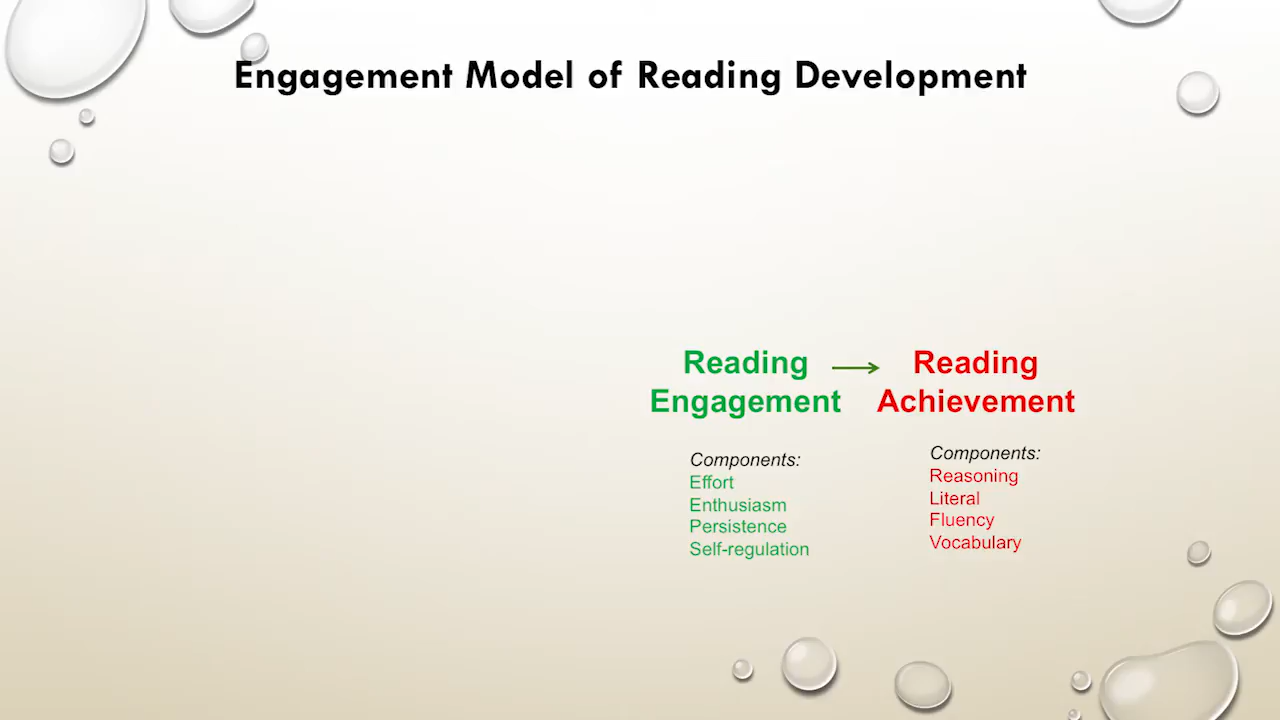 Engagement Model of Reading Development
Reading
Engagement
Components:
Effort
Enthusiasm
Persistence
Self-regulation
Reading
Achievement
Components:
Reasoning
Literal
Fluency
Vocabulary